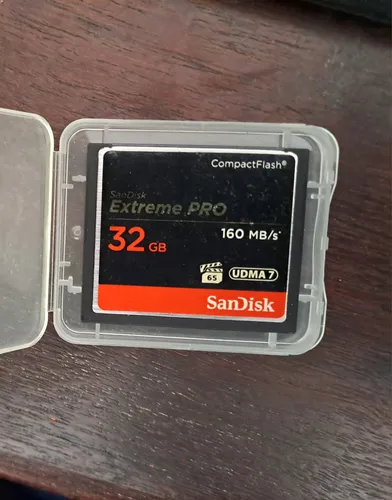 CompactFlash®
SanDisk
Extreme PRO
32 GB 160 MB/s*
65 UDMA 7
SanDisk